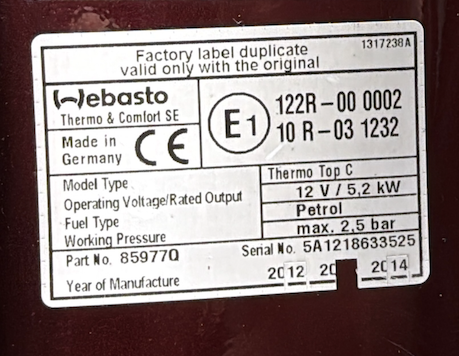 Factory label duplicate
valid only with the original
1317238A
Webasto
Thermo & Comfort SE
Made in
Germany
CE
E1
122R-00 0002
10 R-03 1232
Model Type
Thermo Top C
Operating Voltage/Rated Output
12 V / 5,2 kW
Fuel Type
Petrol
Working Pressure
max. 2,5 bar
Part No. 85977Q
Serial No. 5A1218633525
Year of Manufacture
2012 20 2014